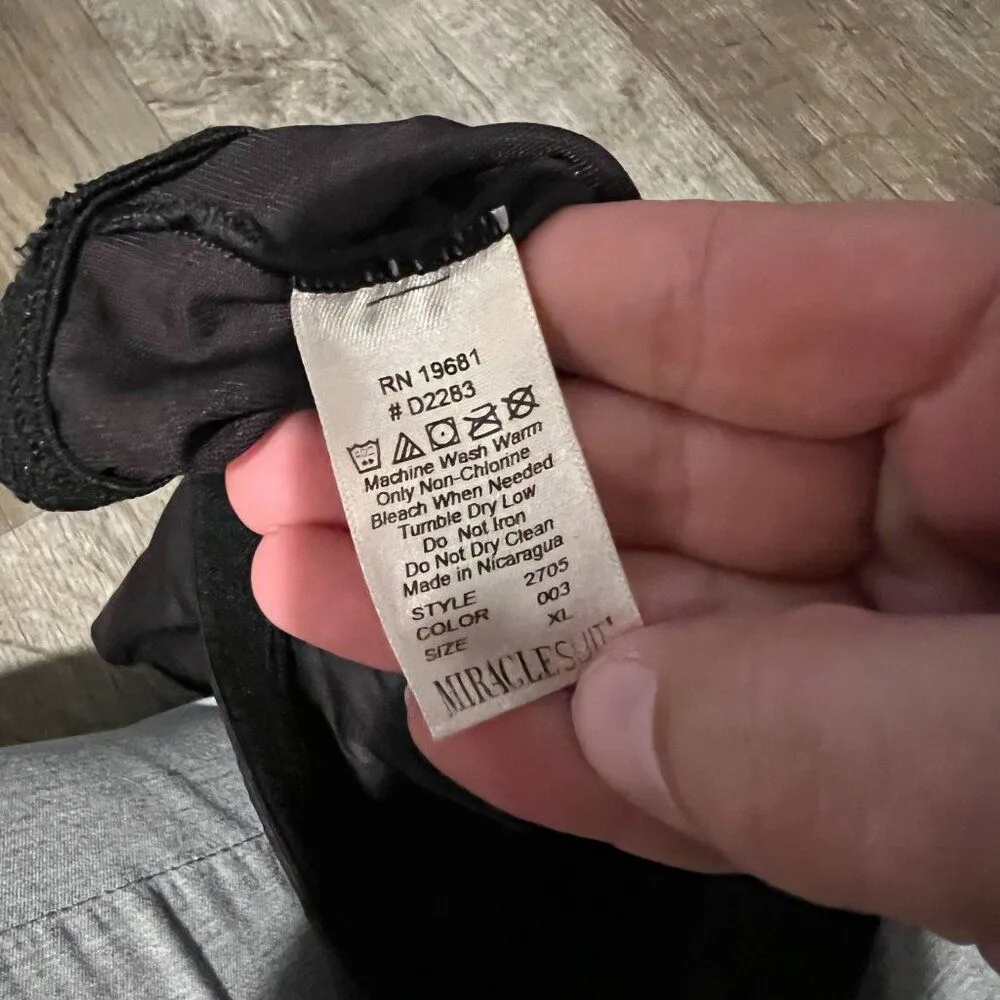 RN 19681
# D2283
Machine Wash Warm
Only Non-Chlorine
Bleach When Needed
Tumble Dry Low
Do Not Iron
Do Not Dry Clean
Made in Nicaragua
STYLE 2705
COLOR 003
SIZE XL
MIRACLESUIT